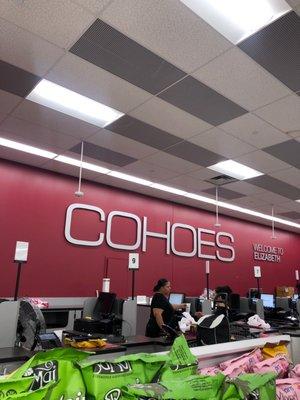 COHOES
WELCOME TO
ELIZABETH
9